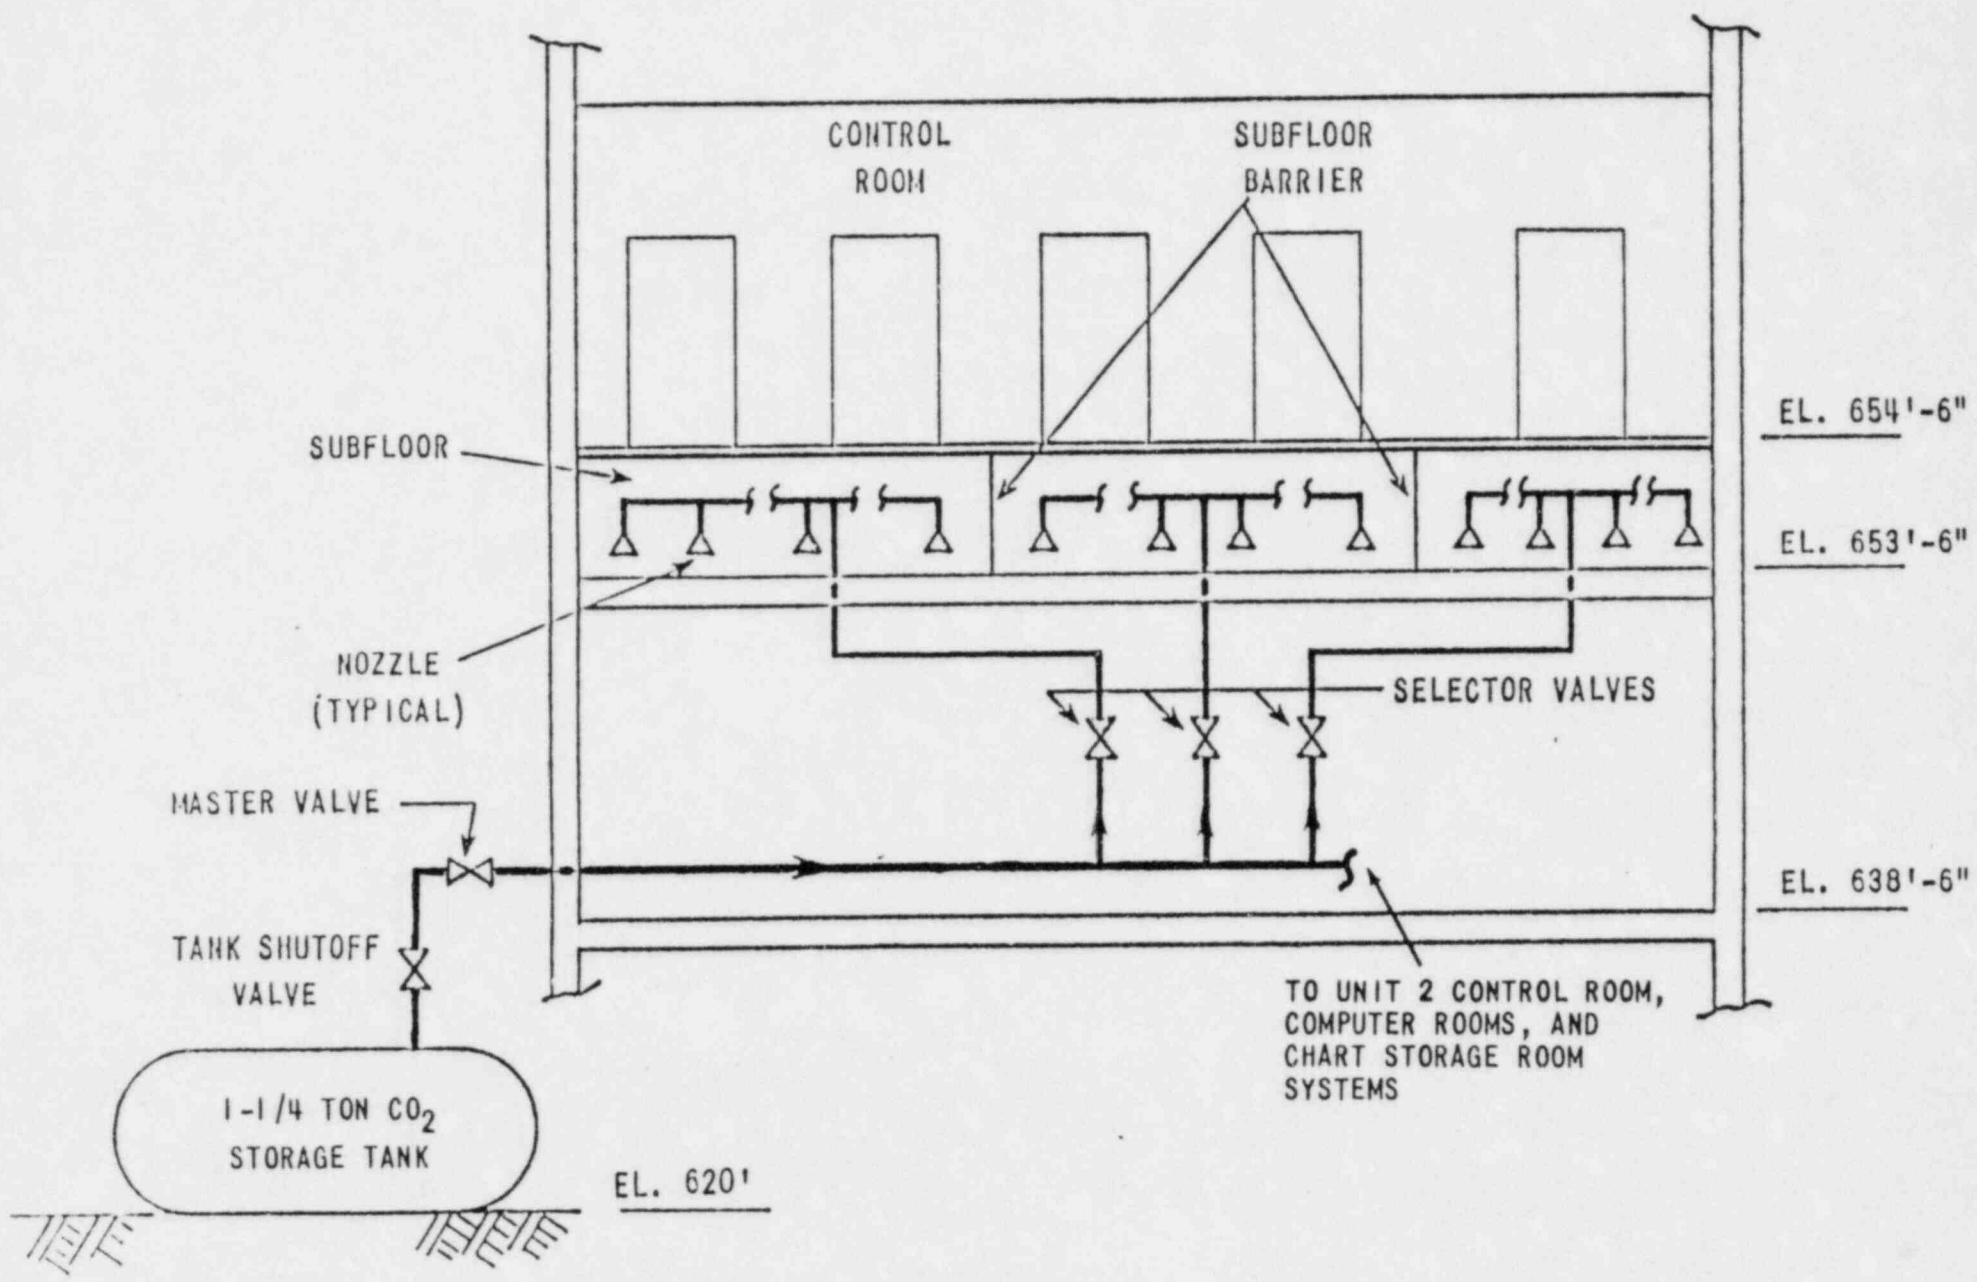 CONTROL
ROOM
SUBFLOOR
BARRIER
EL. 654'-6"
SUBFLOOR
EL. 653'-6"
NOZZLE
(TYPICAL)
SELECTOR VALVES
MASTER VALVE
EL. 638'-6"
TANK SHUTOFF
VALVE
TO UNIT 2 CONTROL ROOM,
COMPUTER ROOMS, AND
CHART STORAGE ROOM
SYSTEMS
1-1/4 TON CO₂
STORAGE TANK
EL. 620'